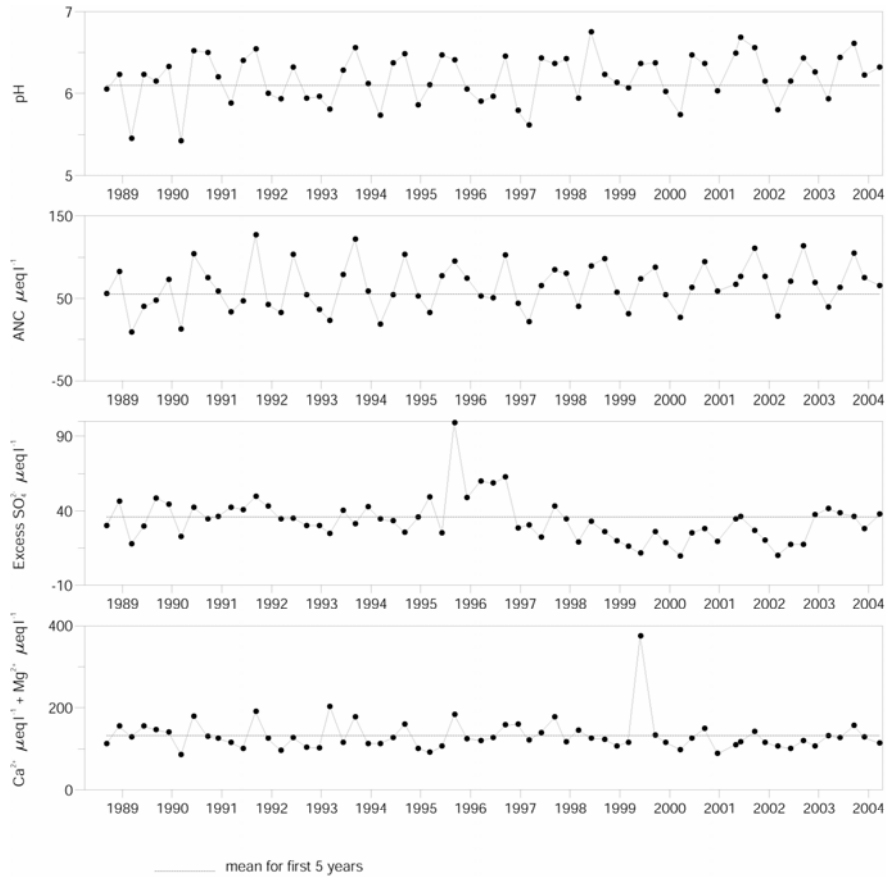 7
6
5
pH
1989 1990 1991 1992 1993 1994 1995 1996 1997 1998 1999 2000 2001 2002 2003 2004
150
50
-50
ANC μeq l⁻¹
1989 1990 1991 1992 1993 1994 1995 1996 1997 1998 1999 2000 2001 2002 2003 2004
90
40
-10
Excess SO₄²⁻ μeq l⁻¹
1989 1990 1991 1992 1993 1994 1995 1996 1997 1998 1999 2000 2001 2002 2003 2004
400
200
0
Ca²⁺ μeq l⁻¹ + Mg²⁺ μeq l⁻¹
1989 1990 1991 1992 1993 1994 1995 1996 1997 1998 1999 2000 2001 2002 2003 2004
mean for first 5 years